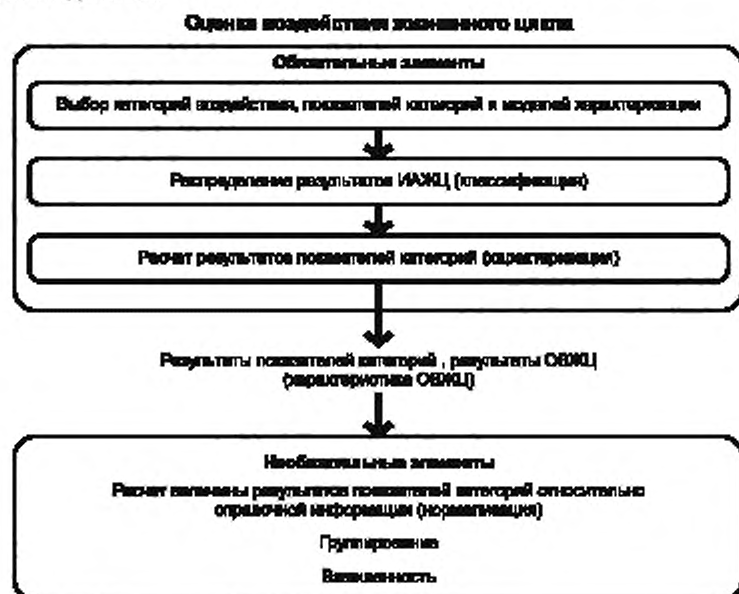 Оценка воздействия жизненного цикла
Обязательные элементы
Выбор категорий воздействия, показателей категорий и моделей характеризации
Распределение результатов ИАЖЦ (классификация)
Расчет результатов показателей категорий (характеризация)
Результаты показателей категорий , результаты ОВЖЦ
(характеристика ОВЖЦ)
Необязательные элементы
Расчет величины результатов показателей категорий относительно
справочной информации (нормализация)
Группирование
Взвешенность